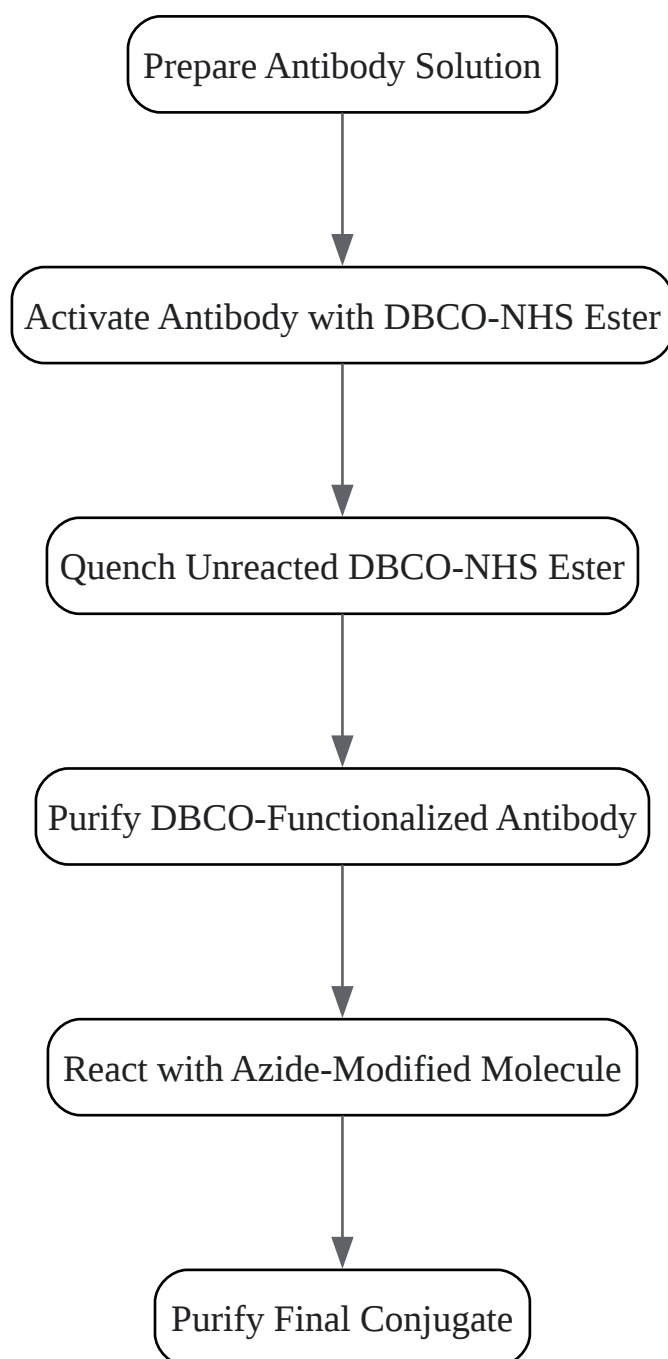 Prepare Antibody Solution
Activate Antibody with DBCO-NHS Ester
Quench Unreacted DBCO-NHS Ester
Purify DBCO-Functionalized Antibody
React with Azide-Modified Molecule
Purify Final Conjugate